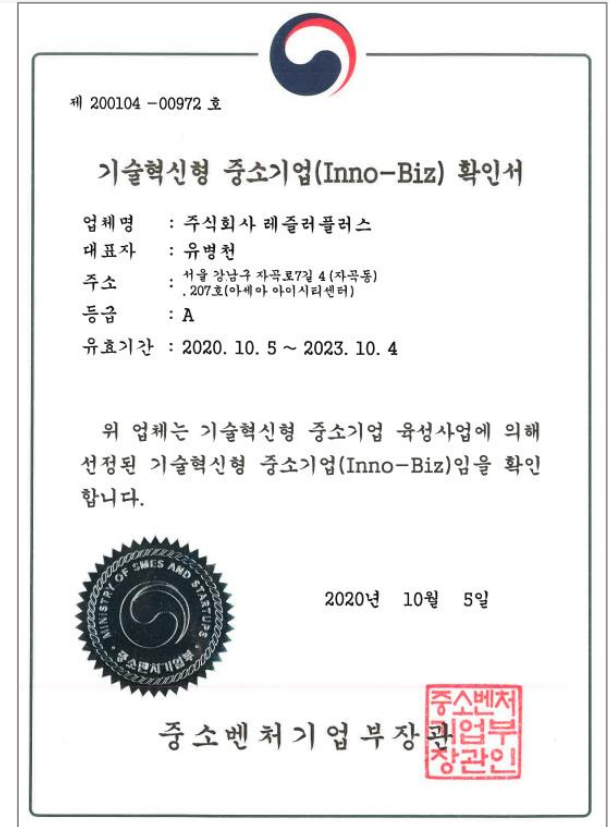 제 200104 -00972 호
기술혁신형 중소기업(Inno-Biz) 확인서
업체명 : 주식회사 레즐러플러스
대표자 : 유병천
주소 : 서울 강남구 자곡로7길 4 (자곡동)
, 207호(아세아 아이시티센터)
등급 : A
유효기간 : 2020. 10. 5 ~ 2023. 10. 4
위 업체는 기술혁신형 중소기업 육성사업에 의해
선정된 기술혁신형 중소기업(Inno-Biz)임을 확인
합니다.
MINISTRY OF SMES AND STARTUPS
중소벤처기업부
2020년 10월 5일
중소벤처기업부장관
중소벤처
기업부
장관인